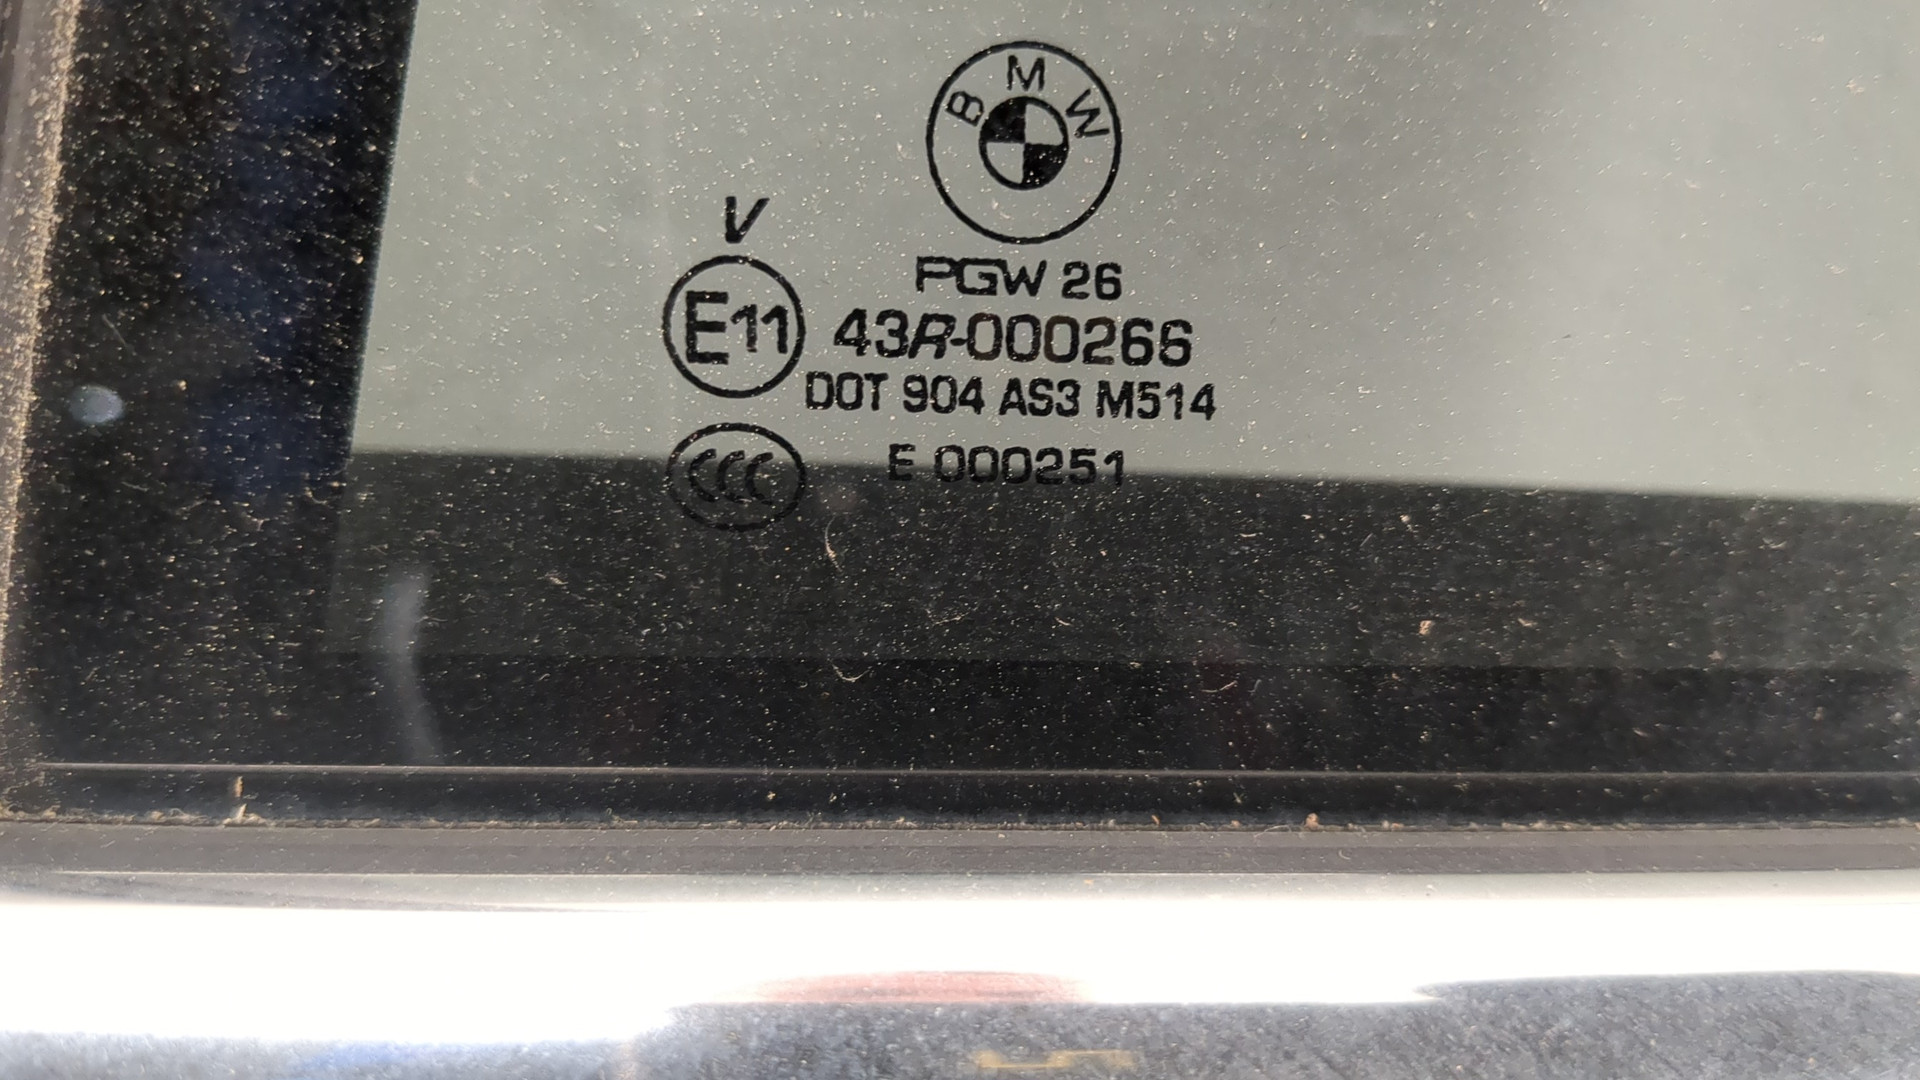 BMW
V
PGW 26
E11 43R-000266
DOT 904 AS3 M514
CCC E 000251